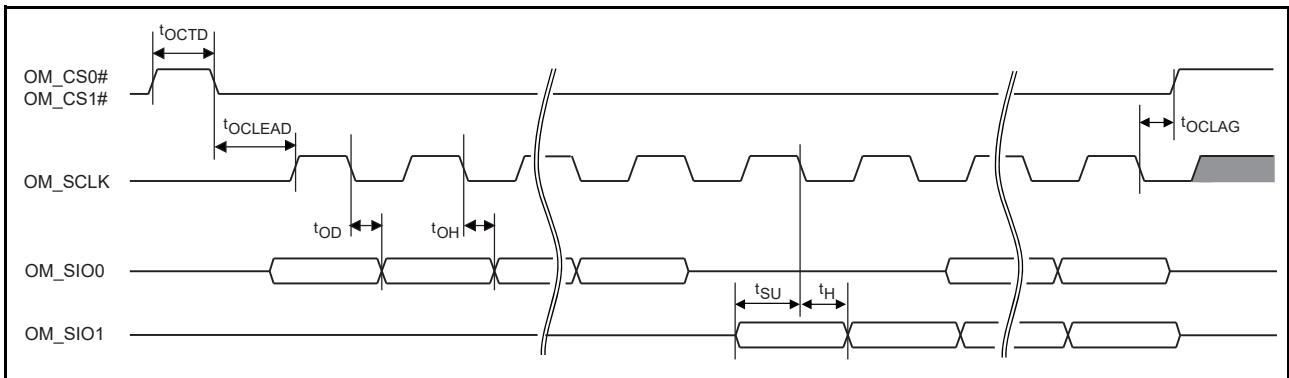 tOCTD
OM_CS0#
OM_CS1#
tOCLEAD
tOCLAG
OM_SCLK
tOD
tOH
OM_SIO0
tSU
tH
OM_SIO1